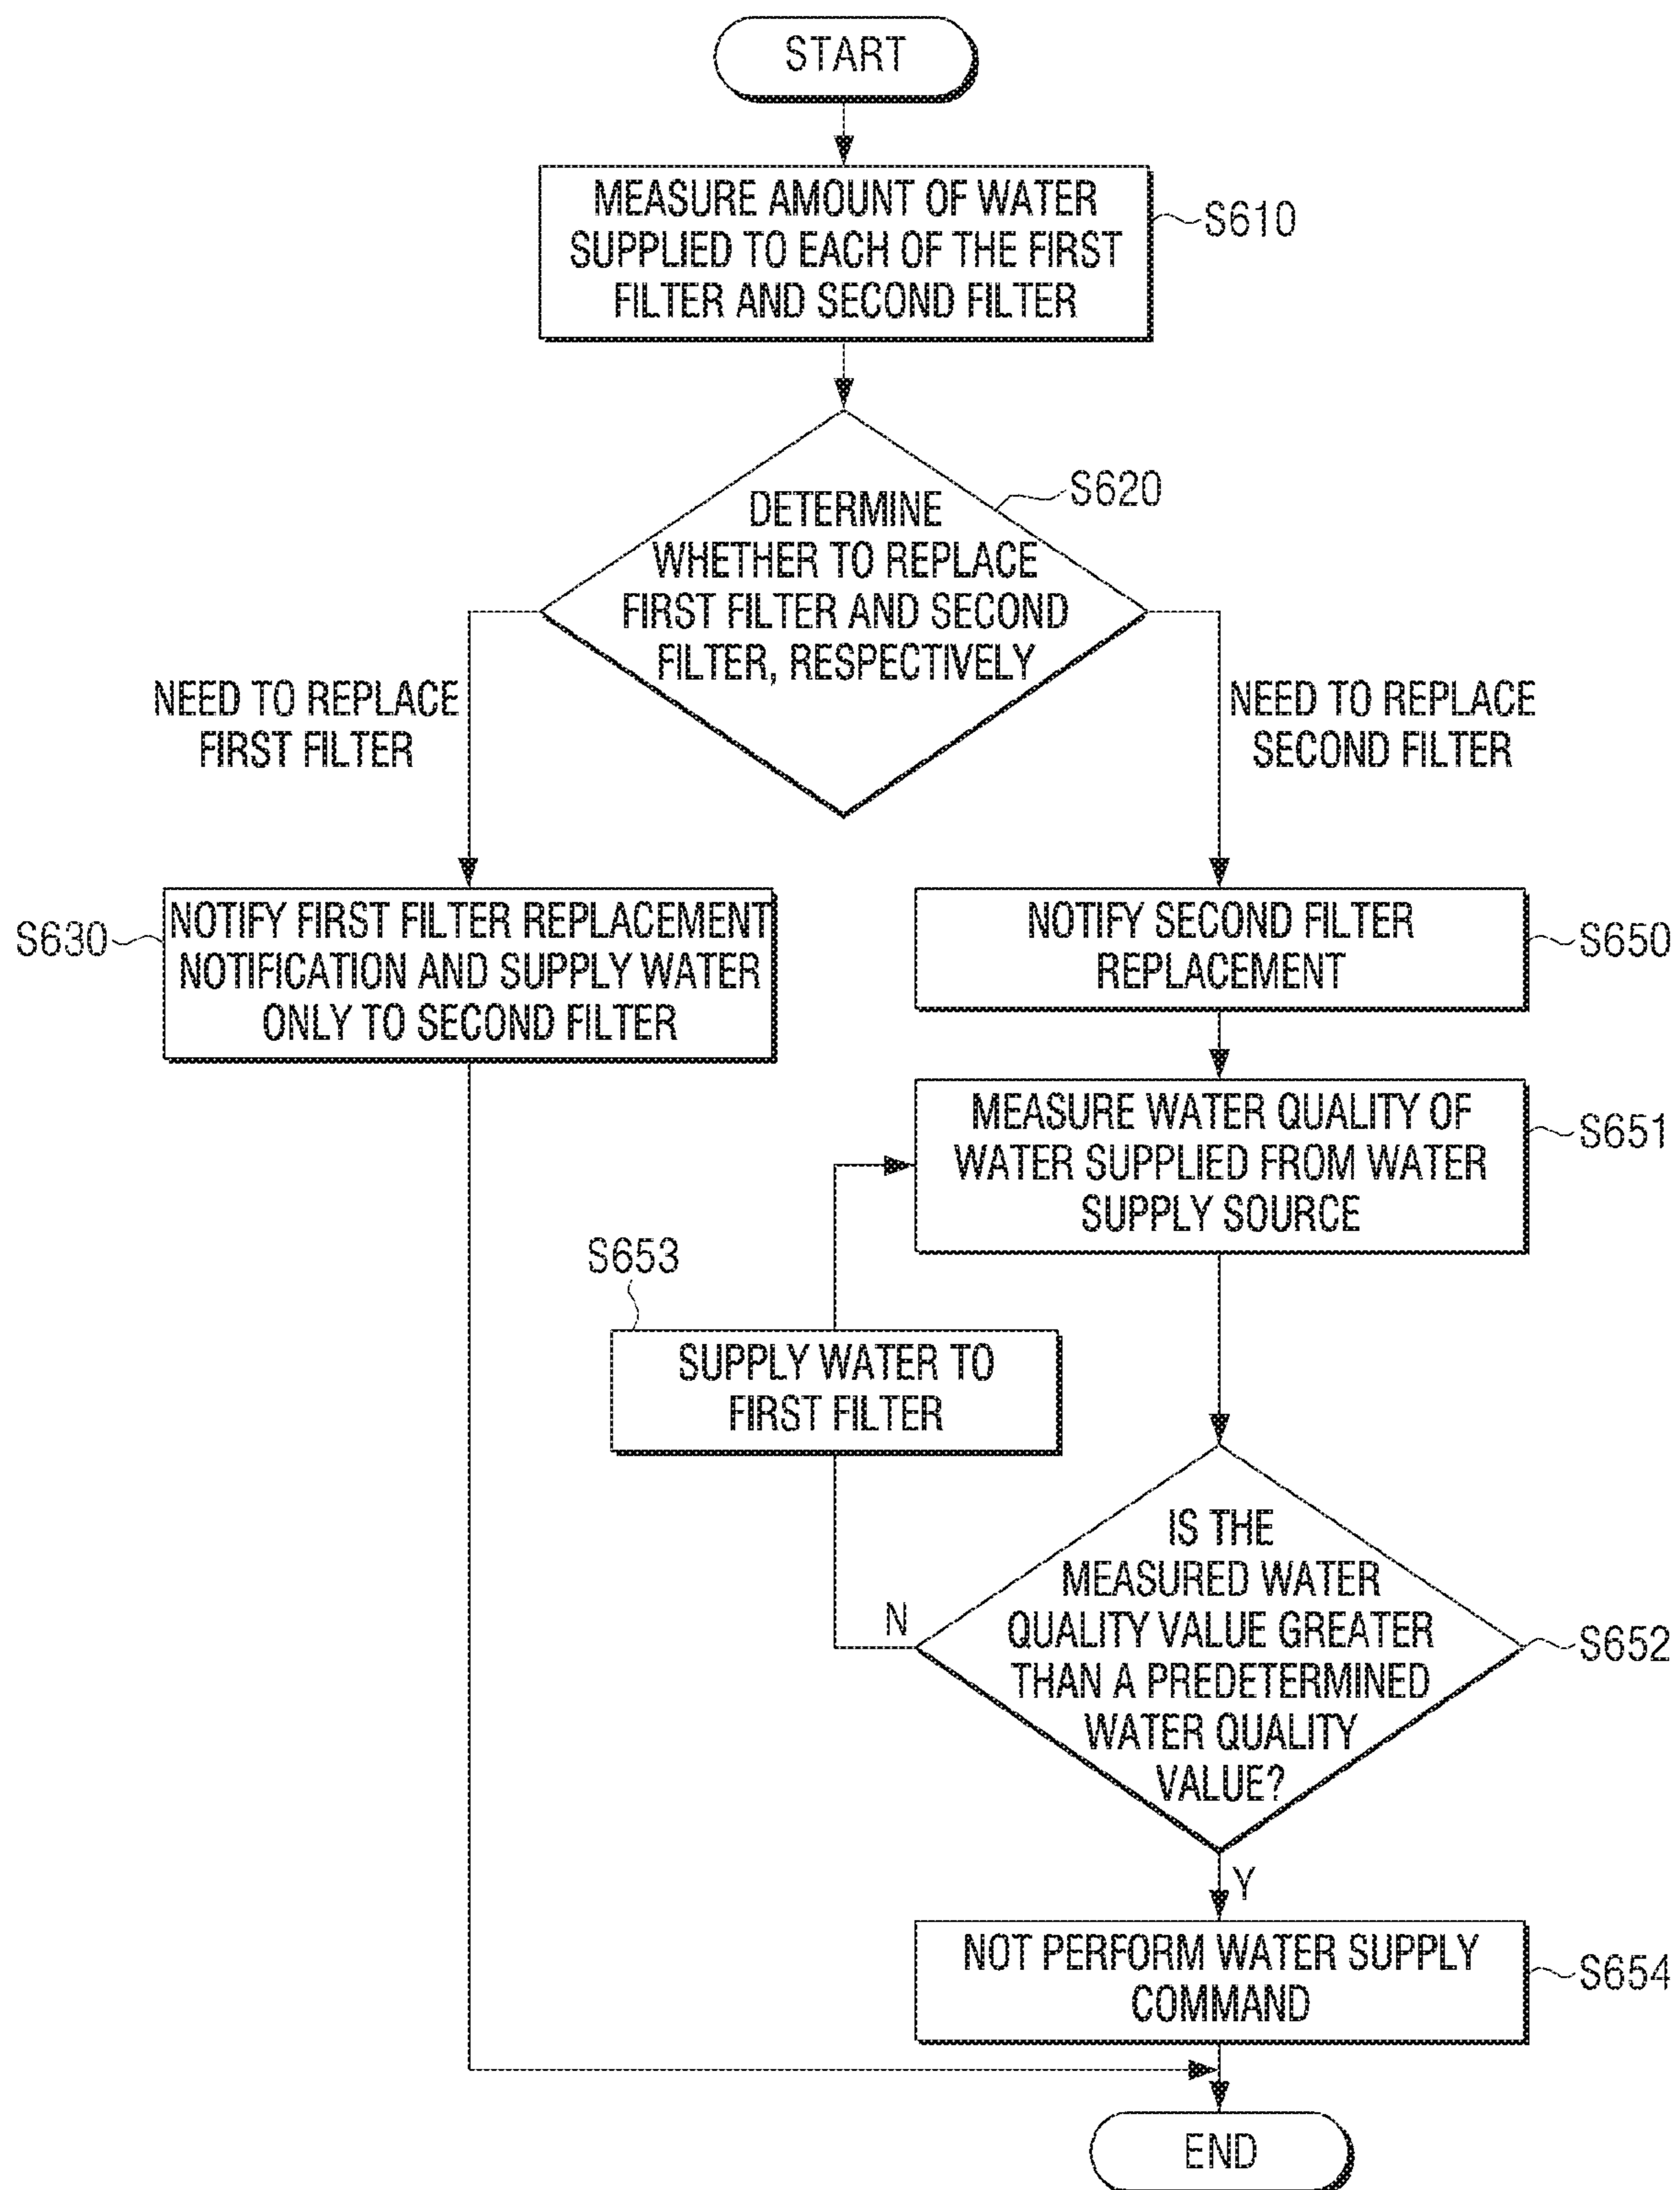 START
MEASURE AMOUNT OF WATER
SUPPLIED TO EACH OF THE FIRST
FILTER AND SECOND FILTER
S610
DETERMINE
WHETHER TO REPLACE
FIRST FILTER AND SECOND
FILTER, RESPECTIVELY
S620
NEED TO REPLACE
FIRST FILTER
NEED TO REPLACE
SECOND FILTER
S630
NOTIFY FIRST FILTER REPLACEMENT
NOTIFICATION AND SUPPLY WATER
ONLY TO SECOND FILTER
NOTIFY SECOND FILTER
REPLACEMENT
S650
MEASURE WATER QUALITY OF
WATER SUPPLIED FROM WATER
SUPPLY SOURCE
S651
S653
SUPPLY WATER TO
FIRST FILTER
IS THE
MEASURED WATER
QUALITY VALUE GREATER
THAN A PREDETERMINED
WATER QUALITY
VALUE?
N
S652
Y
NOT PERFORM WATER SUPPLY
COMMAND
S654
END